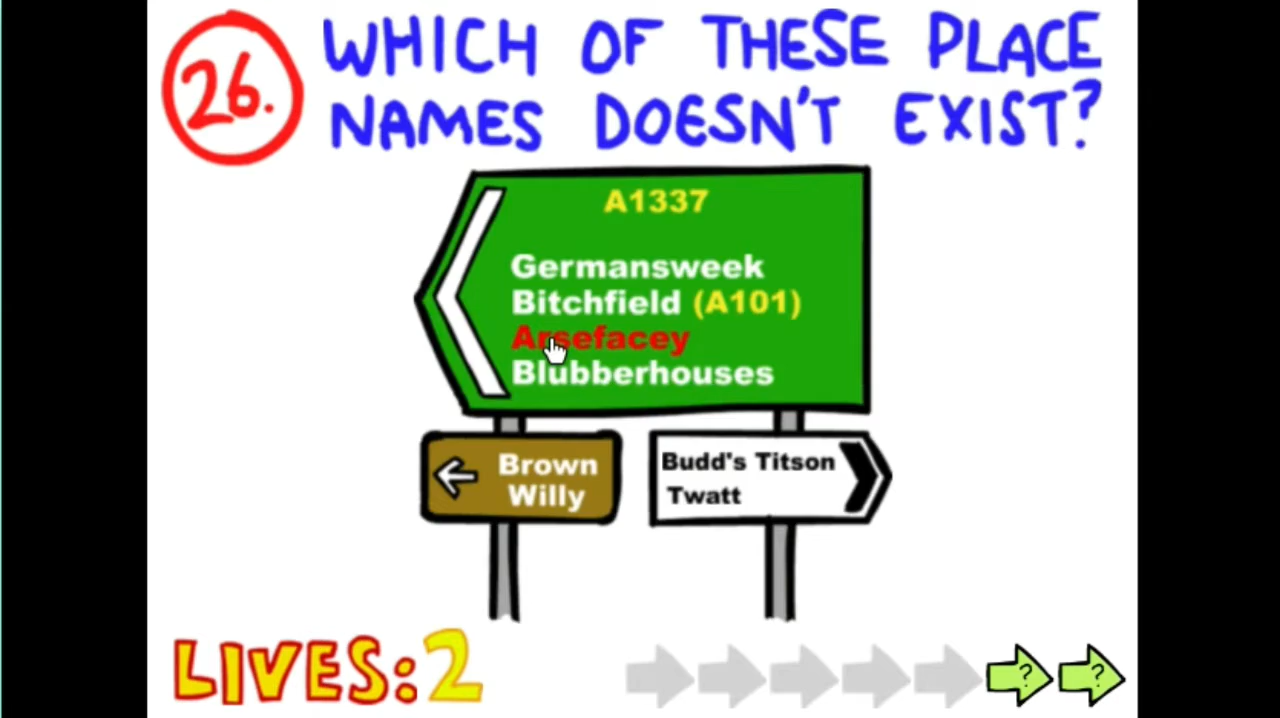 26.
WHICH OF THESE PLACE
NAMES DOESN'T EXIST?
A1337
Germansweek
Bitchfield (A101)
Arsefacey
Blubberhouses
Brown
Willy
Budd's Titson
Twatt
LIVES: 2
? ?